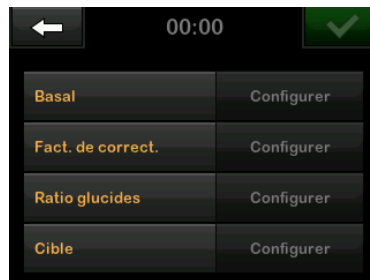 00:00
Basal Configurer
Fact. de correct. Configurer
Ratio glucides Configurer
Cible Configurer